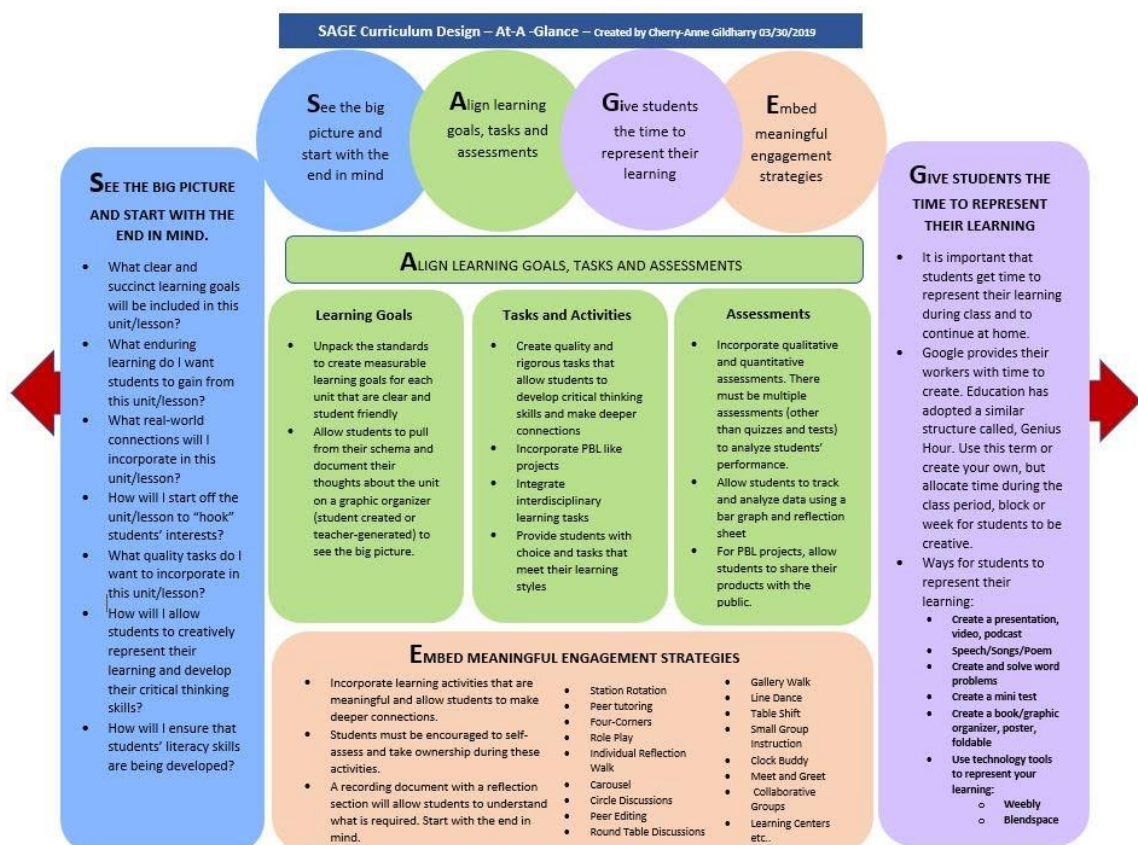 SAGE Curriculum Design – At-A -Glance – Created by Cherry-Anne Gildharry 03/30/2019
See the big
picture and
start with the
end in mind
Align learning
goals, tasks and
assessments
Give students
the time to
represent their
learning
Embed
meaningful
engagement
strategies
SEE THE BIG PICTURE
AND START WITH THE
END IN MIND.
• What clear and
succinct learning goals
will be included in this
unit/lesson?
• What enduring
learning do I want
students to gain from
this unit/lesson?
• What real-world
connections will I
incorporate in this
unit/lesson?
• How will I start off the
unit/lesson to “hook”
students’ interests?
• What quality tasks do I
want to incorporate in
this unit/lesson?
• How will I allow
students to creatively
represent their
learning and develop
their critical thinking
skills?
• How will I ensure that
students’ literacy skills
are being developed?
ALIGN LEARNING GOALS, TASKS AND ASSESSMENTS
Learning Goals
• Unpack the standards
to create measurable
learning goals for each
unit that are clear and
student friendly
• Allow students to pull
from their schema and
document their
thoughts about the unit
on a graphic organizer
(student created or
teacher-generated) to
see the big picture.
Tasks and Activities
• Create quality and
rigorous tasks that
allow students to
develop critical thinking
skills and make deeper
connections
• Incorporate PBL like
projects
• Integrate
interdisciplinary
learning tasks
• Provide students with
choice and tasks that
meet their learning
styles
Assessments
• Incorporate qualitative
and quantitative
assessments. There
must be multiple
assessments (other
than quizzes and tests)
to analyze students’
performance.
• Allow students to track
and analyze data using a
bar graph and reflection
sheet
• For PBL projects, allow
students to share their
products with the
public.
EMBED MEANINGFUL ENGAGEMENT STRATEGIES
• Incorporate learning activities that are
meaningful and allow students to make
deeper connections.
• Students must be encouraged to self-
assess and take ownership during these
activities.
• A recording document with a reflection
section will allow students to understand
what is required. Start with the end in
mind.
• Station Rotation
• Peer tutoring
• Four-Corners
• Role Play
• Individual Reflection
Walk
• Carousel
• Circle Discussions
• Peer Editing
• Round Table Discussions
• Gallery Walk
• Line Dance
• Table Shift
• Small Group
Instruction
• Clock Buddy
• Meet and Greet
• Collaborative
Groups
• Learning Centers
etc..
GIVE STUDENTS THE
TIME TO REPRESENT
THEIR LEARNING
• It is important that
students get time to
represent their learning
during class and to
continue at home.
• Google provides their
workers with time to
create. Education has
adopted a similar
structure called, Genius
Hour. Use this term or
create your own, but
allocate time during the
class period, block or
week for students to be
creative.
• Ways for students to
represent their
learning:
• Create a presentation,
video, podcast
• Speech/Songs/Poem
• Create and solve word
problems
• Create a mini test
• Create a book/graphic
organizer, poster,
foldable
• Use technology tools
to represent your
learning:
o Weebly
o Blendspace